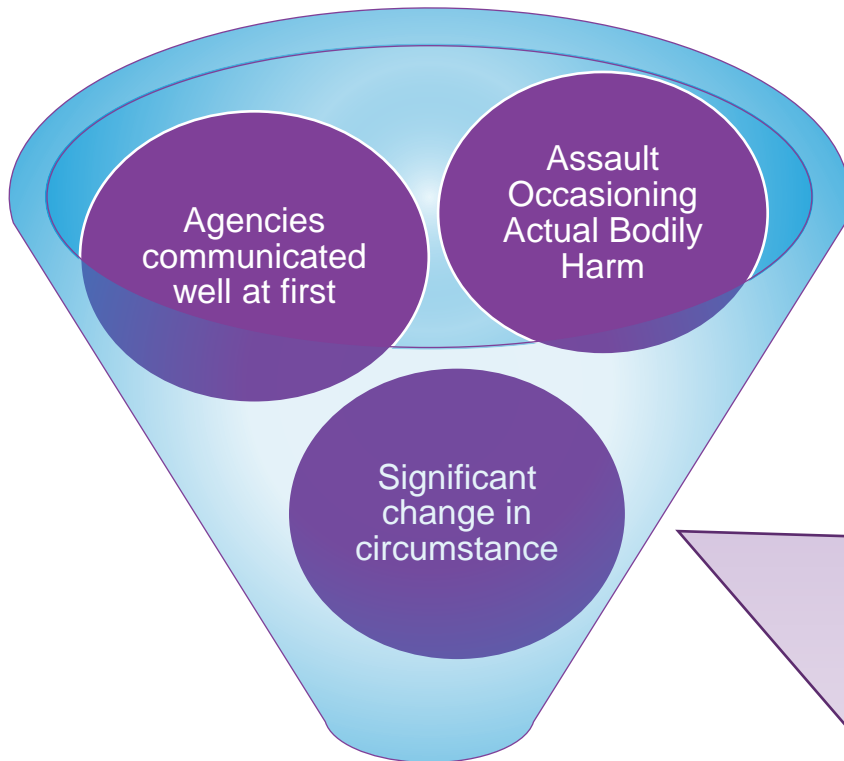 Agencies
communicated
well at first
Assault
Occasioning
Actual Bodily
Harm
Significant
change in
circumstance